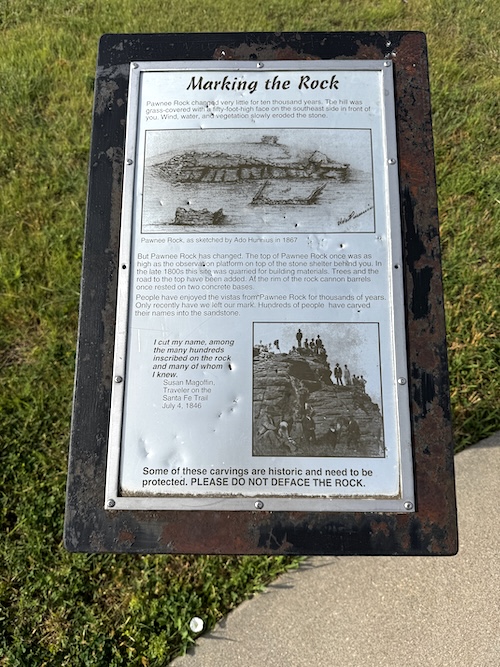 Marking the Rock
Pawnee Rock changed very little for ten thousand years. The hill was
grass-covered with a fifty-foot-high face on the southeast side in front of
you. Wind, water, and vegetation slowly eroded the stone.
Pawnee Rock, as sketched by Ado Hunnius in 1867
But Pawnee Rock has changed. The top of Pawnee Rock once was as
high as the observation platform on top of the stone shelter behind you. In
the late 1800s this site was quarried for building materials. Trees and the
road to the top have been added. At the rim of the rock cannon barrels
once rested on two concrete bases.
People have enjoyed the vistas from Pawnee Rock for thousands of years.
Only recently have we left our mark. Hundreds of people have carved
their names into the sandstone.
I cut my name, among
the many hundreds
inscribed on the rock
and many of whom
I knew.
Susan Magoffin,
Traveler on the
Santa Fe Trail
July 4, 1846
Some of these carvings are historic and need to be
protected. PLEASE DO NOT DEFACE THE ROCK.